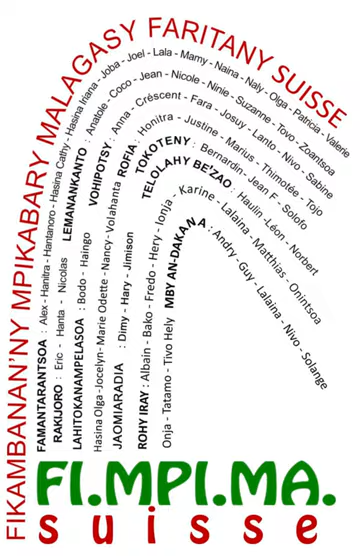 FIKAMBANAN'NY MPIKABARY MALAGASY FARITANY SUISSE
FAMANTARANTSOA : Alex - Hanitra - Hantanoro - Hasina Cathy - Hasina Iriana - Joba - Joel - Lala - Mamy - Naina - Naly - Olga - Patricia - Valerie
RAKIJORO : Eric - Hanta - Nicolas LEMANANKANTO : Anatole - Coco - Jean - Nicole - Ninie - Suzanne - Tovo - Zoantsoa
LAHITOKANAMPELASOA : Bodo - Haingo VOHIPOTSY : Anna - Crèscent - Fara - Josuy - Lanto - Nivo - Sabine
Hasina Olga-Jocelyn-Marie Odette - Nancy-Volahanta ROFIA : Honitra - Justine - Marius - Thimotée - Tojo
JAOMIARADIA : Dimy - Hary - Jimison TOKOTENY : Bernardin- Jean F - Solofo
TELOLAHY BE'ZAO : Haulin -Léon - Norbert
ROHY IRAY : Albain - Bako - Fredo - Hery - Ionja - Karine - Lalaina - Matthias - Onintsoa
Onja - Tatamo - Tivo Hely MBY AN-DAKANA : Andry - Guy - Lalaina - Nivo - Solange
FI.MPI.MA.
suisse